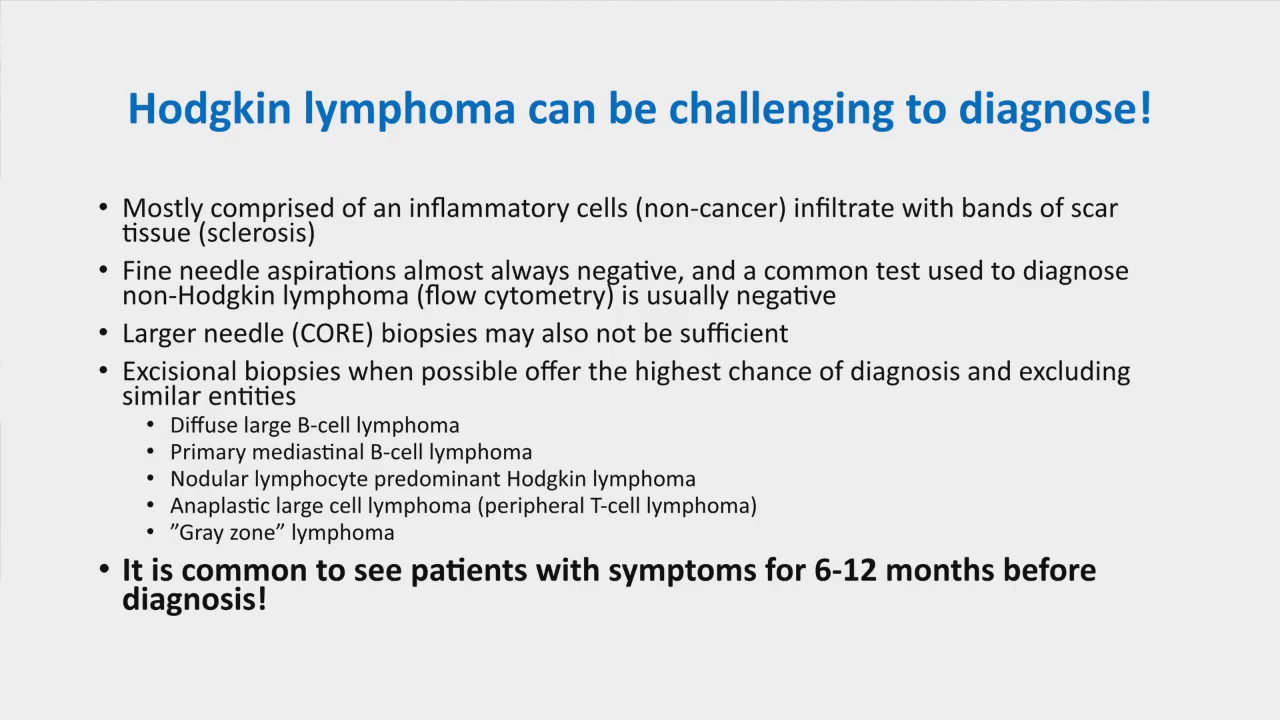 Hodgkin lymphoma can be challenging to diagnose!
• Mostly comprised of an inflammatory cells (non-cancer) infiltrate with bands of scar
tissue (sclerosis)
• Fine needle aspirations almost always negative, and a common test used to diagnose
non-Hodgkin lymphoma (flow cytometry) is usually negative
• Larger needle (CORE) biopsies may also not be sufficient
• Excisional biopsies when possible offer the highest chance of diagnosis and excluding
similar entities
• Diffuse large B-cell lymphoma
• Primary mediastinal B-cell lymphoma
• Nodular lymphocyte predominant Hodgkin lymphoma
• Anaplastic large cell lymphoma (peripheral T-cell lymphoma)
• ”Gray zone” lymphoma
• It is common to see patients with symptoms for 6-12 months before
diagnosis!